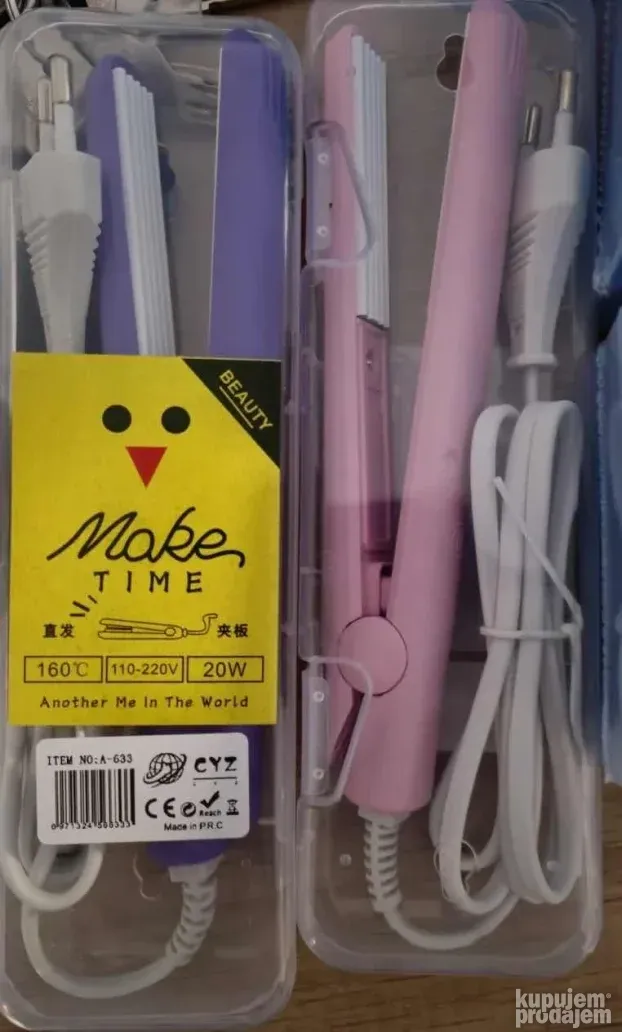 BEAUTY
Make
TIME
直发 夹板
160℃ 110-220V 20W
Another Me In The World
ITEM NO:A-633
CYZ
CE Reach
Made in P.R.C
kupujem
prodajem